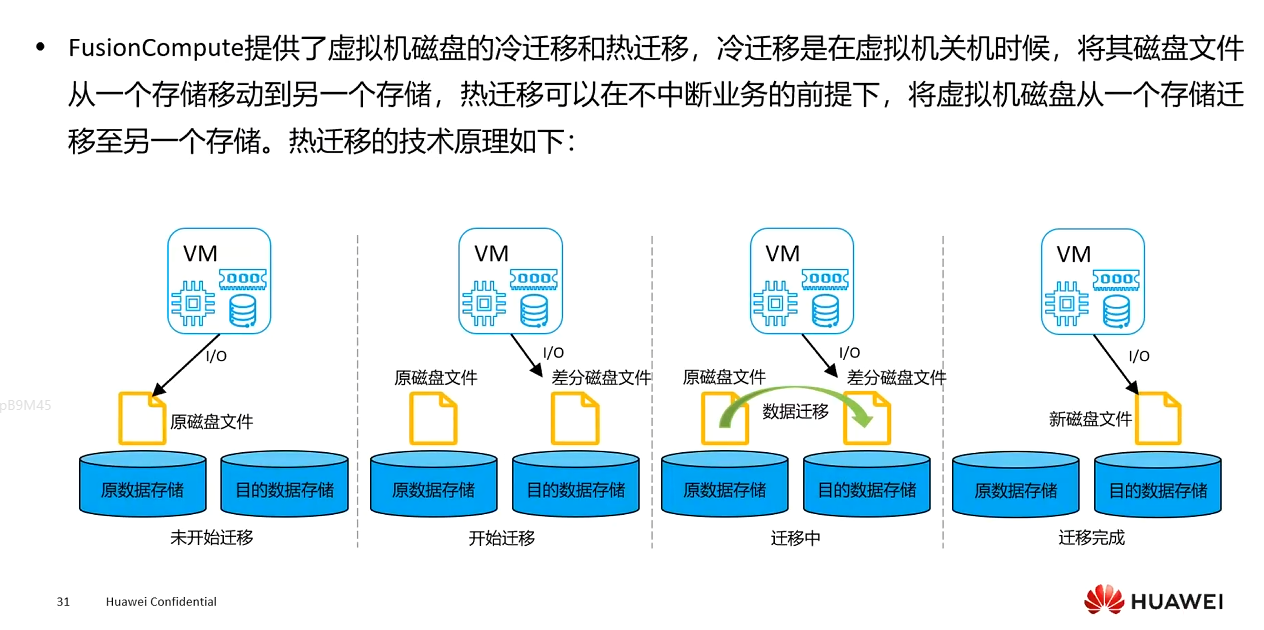 • FusionCompute提供了虚拟机磁盘的冷迁移和热迁移，冷迁移是在虚拟机关机时候，将其磁盘文件
从一个存储移动到另一个存储，热迁移可以在不中断业务的前提下，将虚拟机磁盘从一个存储迁
移至另一个存储。热迁移的技术原理如下：
VM
I/O
原磁盘文件
原数据存储
目的数据存储
未开始迁移
VM
I/O
原磁盘文件
差分磁盘文件
原数据存储
目的数据存储
开始迁移
VM
I/O
原磁盘文件
差分磁盘文件
数据迁移
原数据存储
目的数据存储
迁移中
VM
I/O
新磁盘文件
原数据存储
目的数据存储
迁移完成
pB9M45
31
Huawei Confidential
HUAWEI